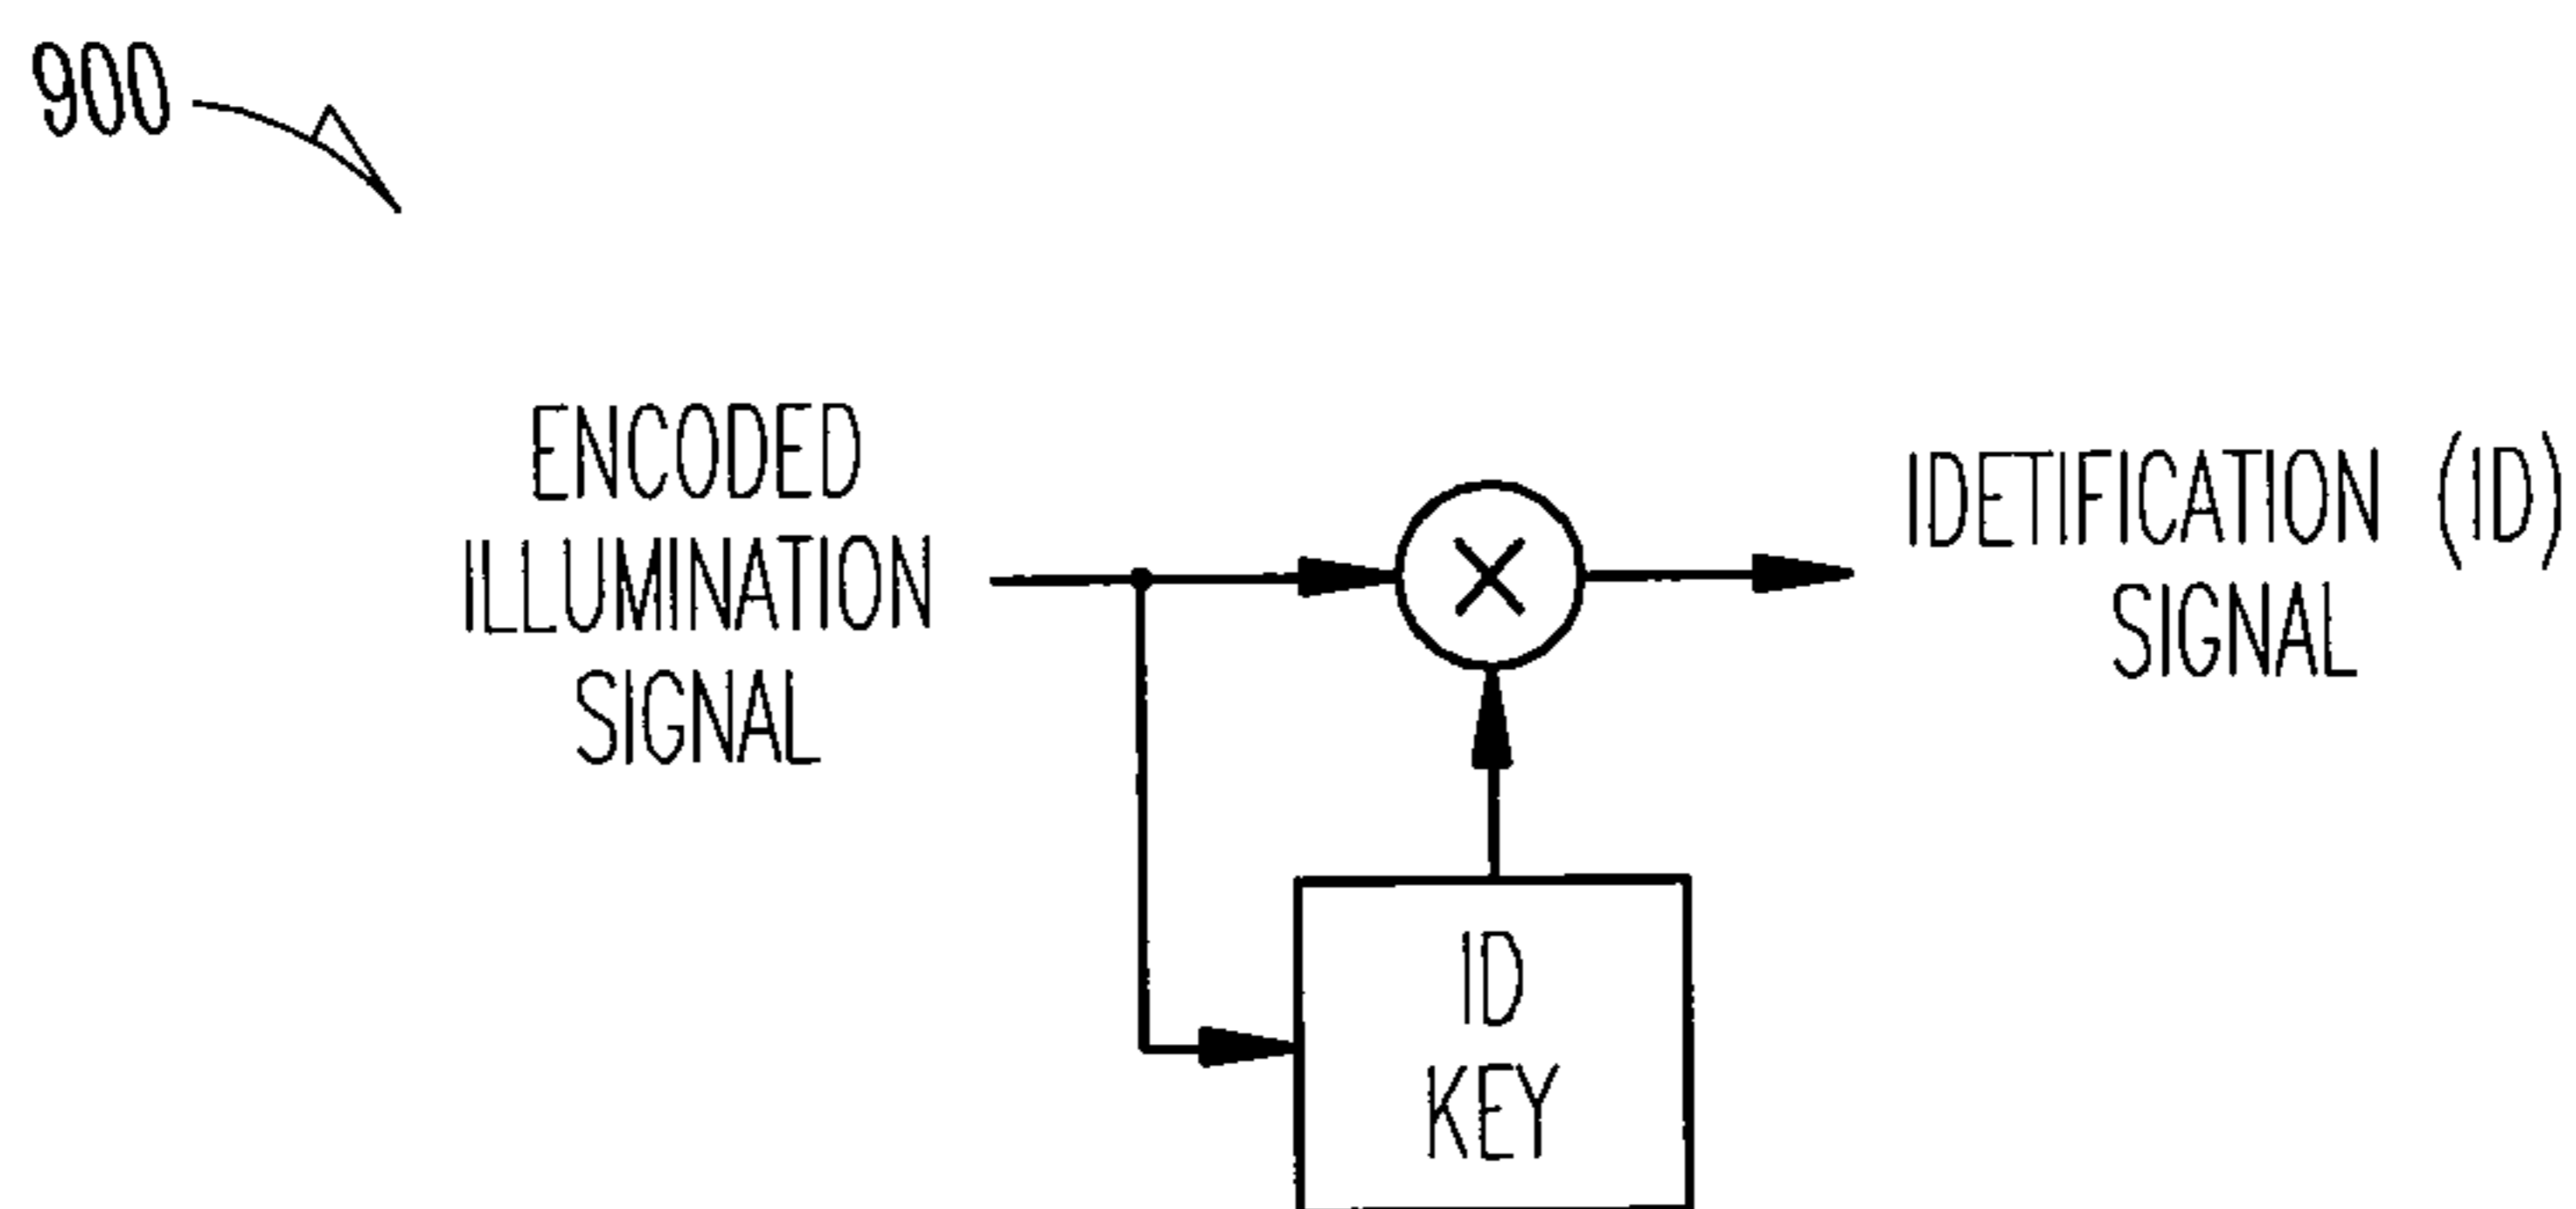 900
ENCODED
ILLUMINATION
SIGNAL
IDETIFICATION (ID)
SIGNAL
ID
KEY